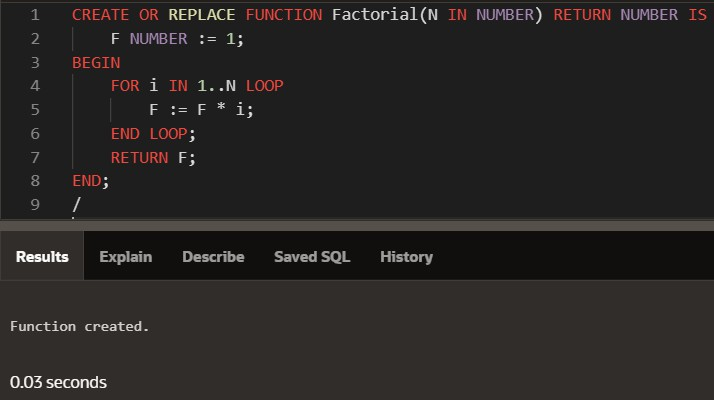 1 CREATE OR REPLACE FUNCTION Factorial(N IN NUMBER) RETURN NUMBER IS
2     F NUMBER := 1;
3 BEGIN
4     FOR i IN 1..N LOOP
5         F := F * i;
6     END LOOP;
7     RETURN F;
8 END;
9 /
Results Explain Describe Saved SQL History
Function created.
0.03 seconds